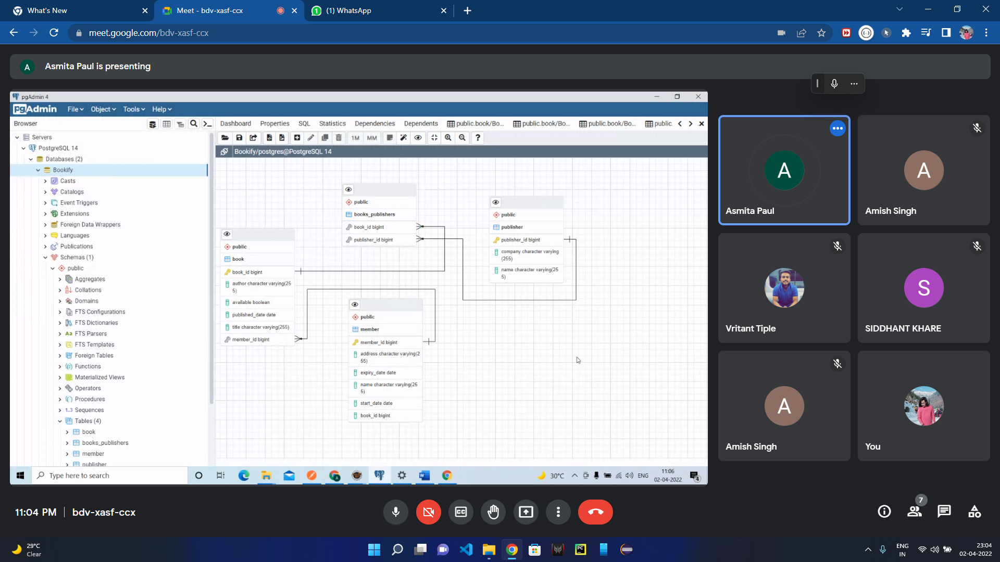 What's New
Meet - bdv-xasf-ccx
(1) WhatsApp
meet.google.com/bdv-xasf-ccx
A
Asmita Paul is presenting
pgAdmin 4
pgAdmin
File
Object
Tools
Help
Browser
Dashboard
Properties
SQL
Statistics
Dependencies
Dependents
public.book/Bo...
public.book/Bo...
public.book/Bo...
public.
1M
MM
Bookify/postgres@PostgreSQL 14
Servers
PostgreSQL 14
Databases (2)
Bookify
Casts
Catalogs
Event Triggers
Extensions
Foreign Data Wrappers
Languages
Publications
Schemas (1)
public
Aggregates
Collations
Domains
FTS Configurations
FTS Dictionaries
Aa FTS Parsers
FTS Templates
Foreign Tables
Functions
Materialized Views
Operators
Procedures
1..3 Sequences
Tables (4)
book
books_publishers
member
publisher
public
books_publishers
book_id bigint
publisher_id bigint
public
publisher
publisher_id bigint
company character varying
(255)
name character varying(25
5)
public
book
book_id bigint
author character varying(25
5)
available boolean
published_date date
title character varying(255)
member_id bigint
public
member
member_id bigint
address character varying(2
55)
expiry_date date
name character varying(25
5)
start_date date
book_id bigint
Type here to search
30°C
ENG
11:06
02-04-2022
4
A
Asmita Paul
A
Amish Singh
Vritant Tiple
S
SIDDHANT KHARE
A
Amish Singh
You
11:04 PM
bdv-xasf-ccx
CC
7
29°C
Clear
PC
ENG
IN
23:04
02-04-2022